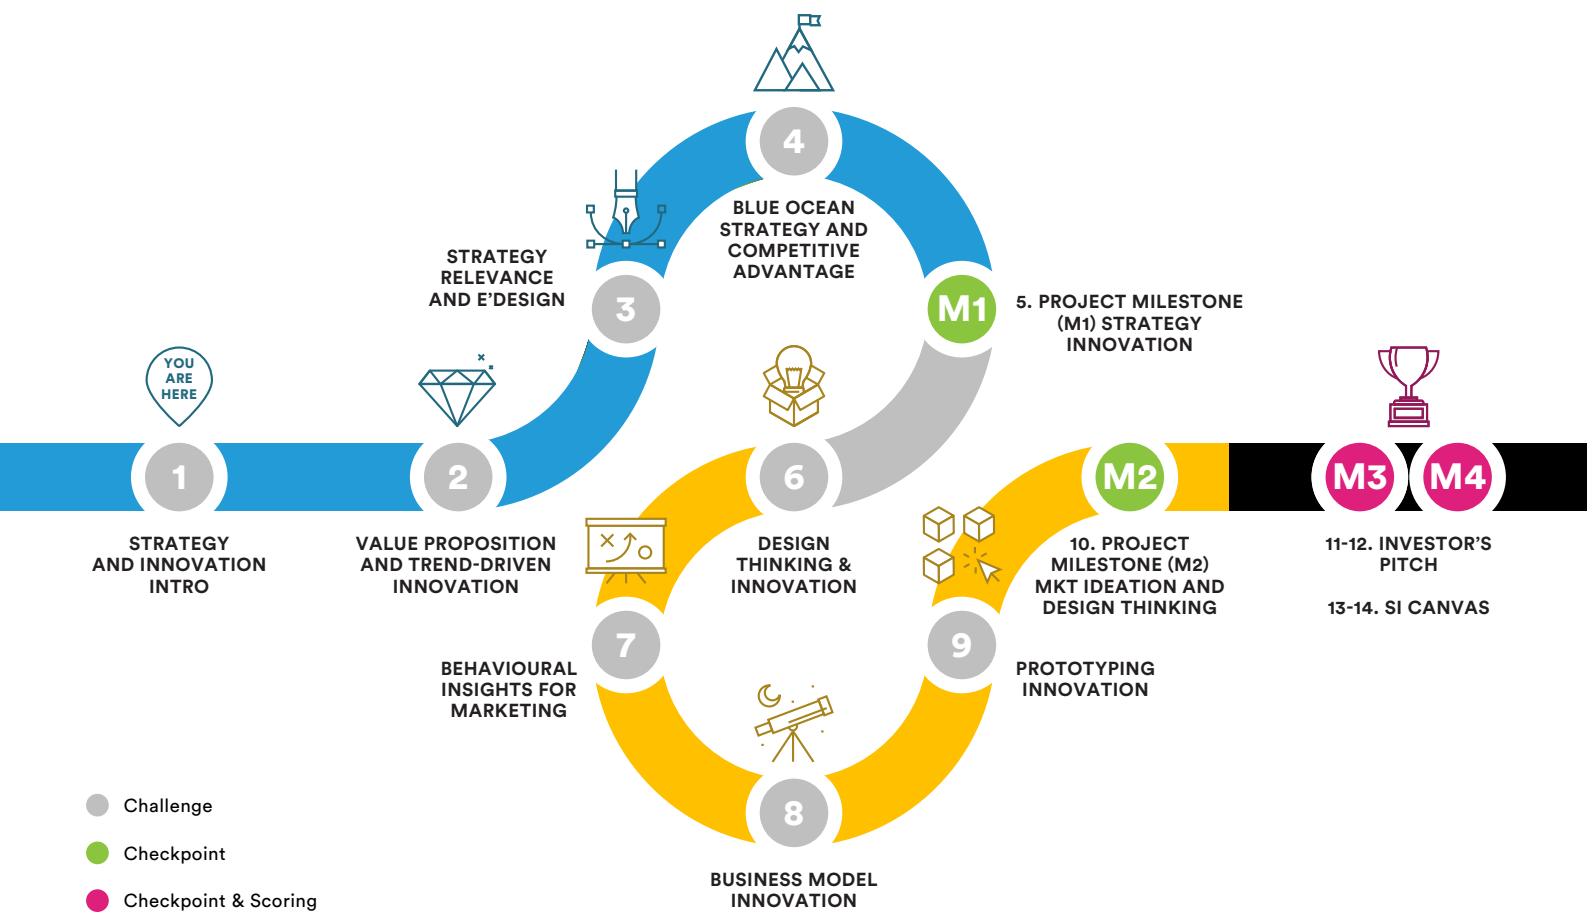 4
BLUE OCEAN
STRATEGY AND
COMPETITIVE
ADVANTAGE
STRATEGY
RELEVANCE
AND E'DESIGN
3
M1
5. PROJECT MILESTONE
(M1) STRATEGY
INNOVATION
YOU
ARE
HERE
1
STRATEGY
AND INNOVATION
INTRO
2
VALUE PROPOSITION
AND TREND-DRIVEN
INNOVATION
6
DESIGN
THINKING &
INNOVATION
M2
10. PROJECT
MILESTONE (M2)
MKT IDEATION AND
DESIGN THINKING
M3
M4
11-12. INVESTOR'S
PITCH
13-14. SI CANVAS
7
BEHAVIOURAL
INSIGHTS FOR
MARKETING
9
PROTOTYPING
INNOVATION
8
BUSINESS MODEL
INNOVATION
Challenge
Checkpoint
Checkpoint & Scoring